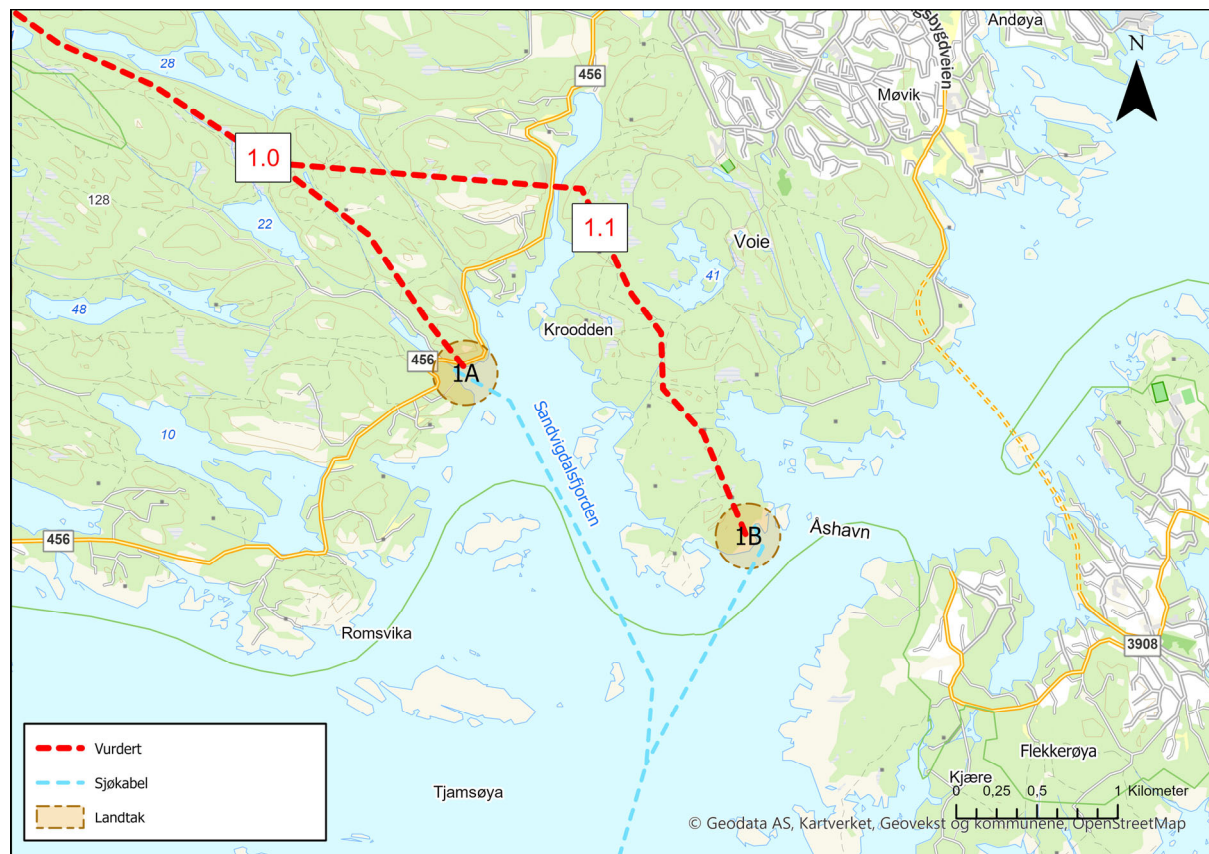 Andøya
N
gsbygdveien
28
456
Møvik
1.0
128
1.1
22
Voie
41
48
Kroodden
456
1A
Sandvigdalsfjorden
10
1B
Åshavn
456
Romsvika
3908
Vurdert
Sjøkabel
Landtak
Tjamsøya
Flekkerøya
Kjære
0 0,25 0,5 1 Kilometer
© Geodata AS, Kartverket, Geovekst og kommunene, OpenStreetMap